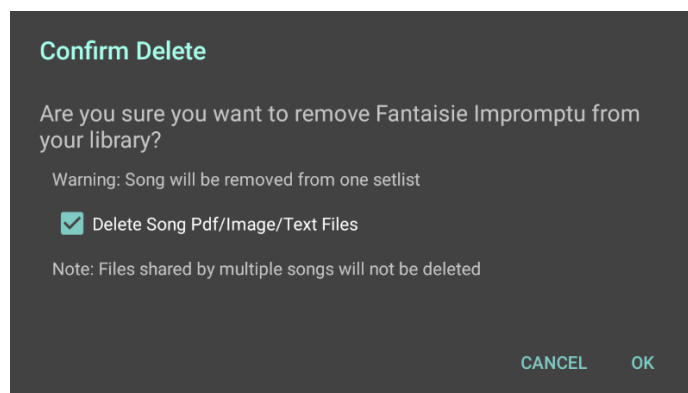 Confirm Delete
Are you sure you want to remove Fantaisie Impromptu from
your library?
Warning: Song will be removed from one setlist
Delete Song Pdf/Image/Text Files
Note: Files shared by multiple songs will not be deleted
CANCEL OK